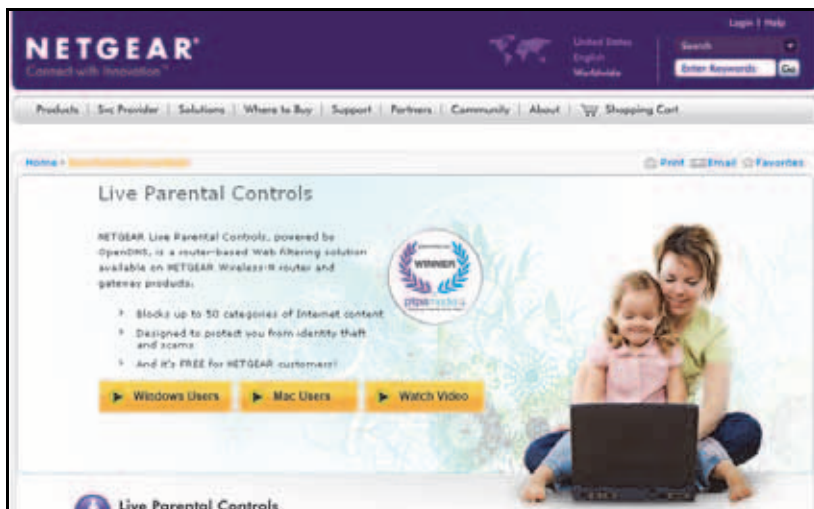 Login | Help
NETGEAR®
Connect with Innovation™
United States
English
Worldwide
Search
Enter Keywords Go
Products | Svc Provider | Solutions | Where to Buy | Support | Partners | Community | About | Shopping Cart
Home >
Print Email Favorites
Live Parental Controls
NETGEAR Live Parental Controls, powered by
OpenDNS, is a router-based Web filtering solution
available on NETGEAR Wireless-N router and
gateway products.
Blocks up to 50 categories of Internet content
Designed to protect you from identity theft
and scams
And it's FREE for NETGEAR customers!
WINNER
ptpa media
Windows Users Mac Users Watch Video
Live Parental Controls